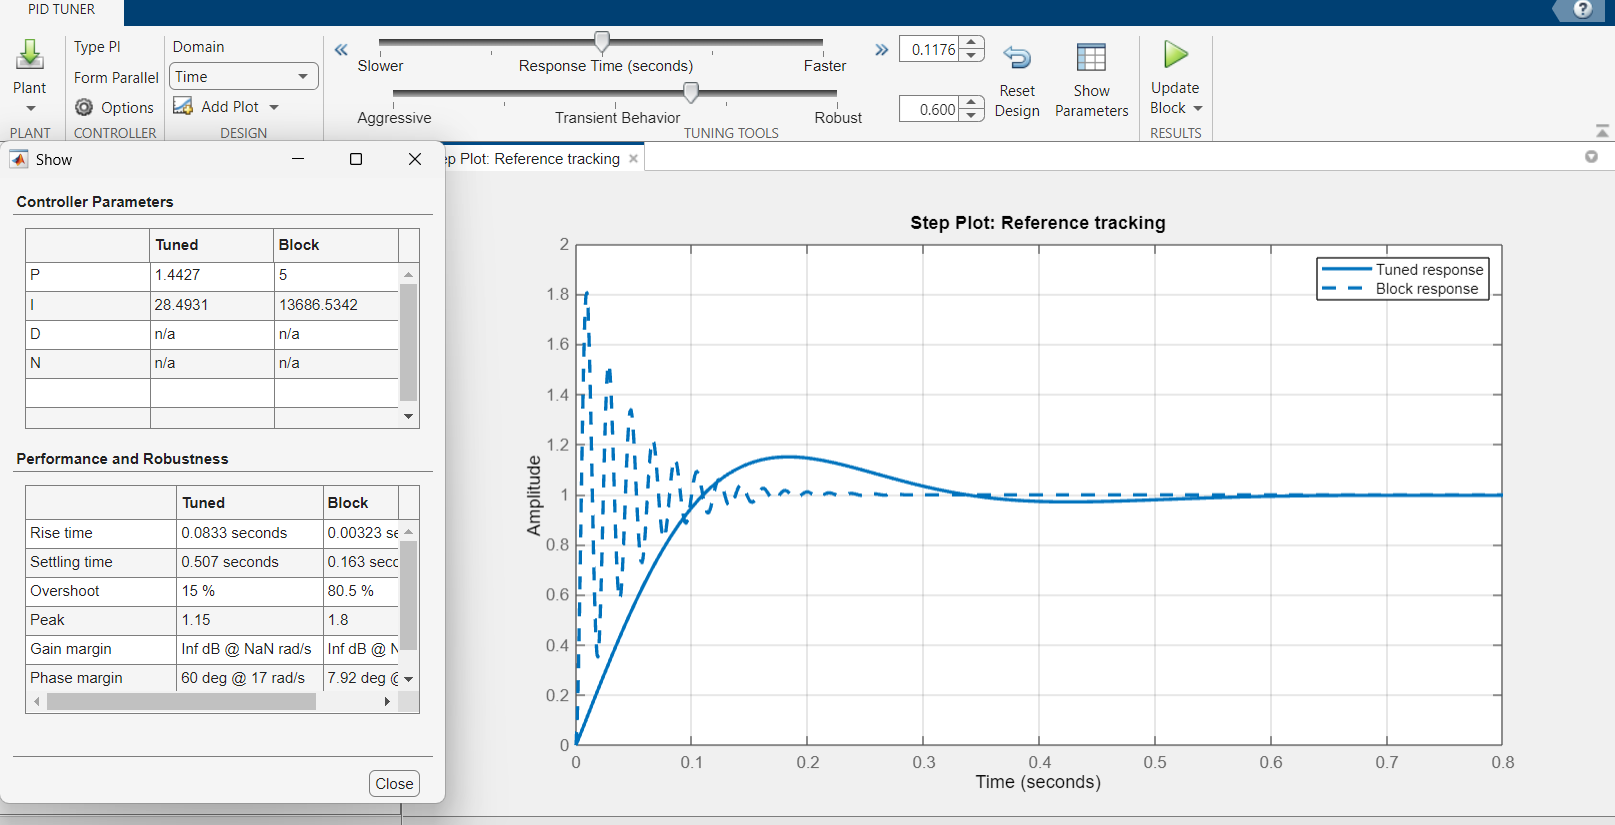 PID TUNER
Plant
PLANT
Type PI
Form Parallel
Options
CONTROLLER
Domain
Time
Add Plot
DESIGN
Slower
Response Time (seconds)
Faster
0.1176
Aggressive
Transient Behavior
Robust
0.600
TUNING TOOLS
Reset
Design
Show
Parameters
Update
Block
RESULTS
Show
Controller Parameters
Tuned Block
P 1.4427 5
I 28.4931 13686.5342
D n/a n/a
N n/a n/a
Performance and Robustness
Tuned Block
Rise time 0.0833 seconds 0.00323 se
Settling time 0.507 seconds 0.163 sec
Overshoot 15 % 80.5 %
Peak 1.15 1.8
Gain margin Inf dB @ NaN rad/s Inf dB @ N
Phase margin 60 deg @ 17 rad/s 7.92 deg @
Close
ep Plot: Reference tracking
Step Plot: Reference tracking
Tuned response
Block response
Amplitude
2
1.8
1.6
1.4
1.2
1
0.8
0.6
0.4
0.2
0
0 0.1 0.2 0.3 0.4 0.5 0.6 0.7 0.8
Time (seconds)